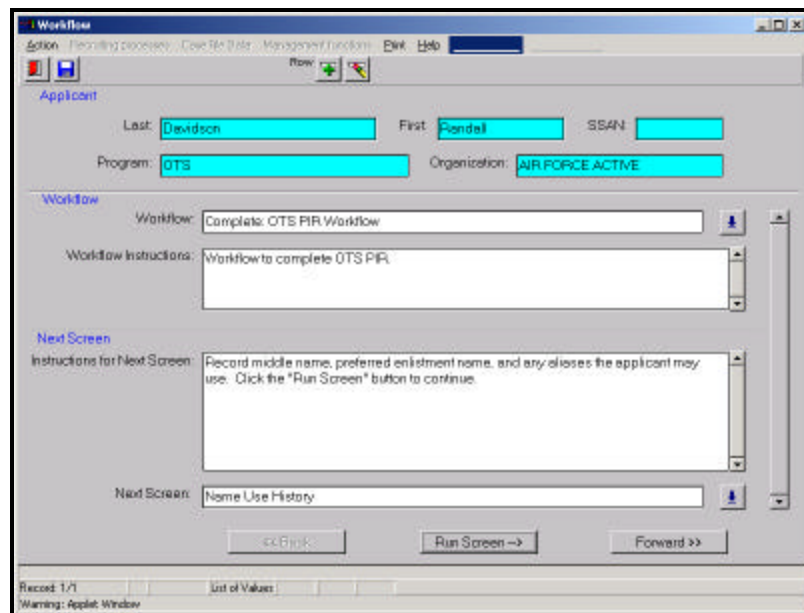 Workflow
Action Recruiting processes Case File Data Management functions Print Help
Row:
Applicant
Last: Davidson First: Randall SSAN:
Program: OTS Organization: AIR FORCE ACTIVE
Workflow
Workflow: Complete: OTS PIR Workflow
Workflow Instructions: Workflow to complete OTS PIR.
Next Screen
Instructions for Next Screen: Record middle name, preferred enlistment name, and any aliases the applicant may
use. Click the "Run Screen" button to continue.
Next Screen: Name Use History
<< Back Run Screen --> Forward >>
Record: 1/1 List of Values
Warning: Applet Window